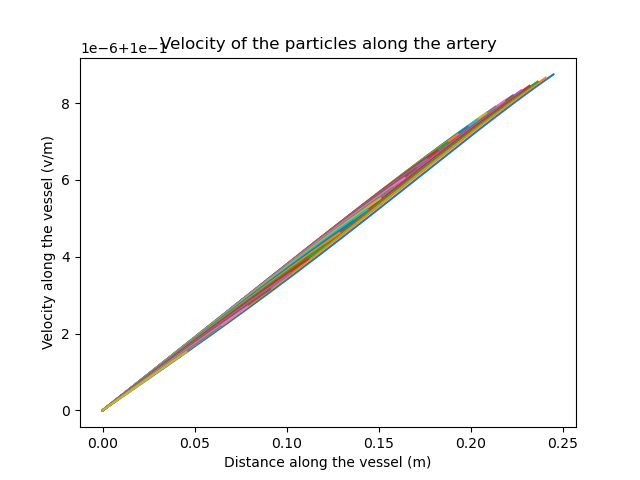 1e−6+1e−1
Velocity of the particles along the artery
8
6
4
2
0
Velocity along the vessel (v/m)
0.00 0.05 0.10 0.15 0.20 0.25
Distance along the vessel (m)